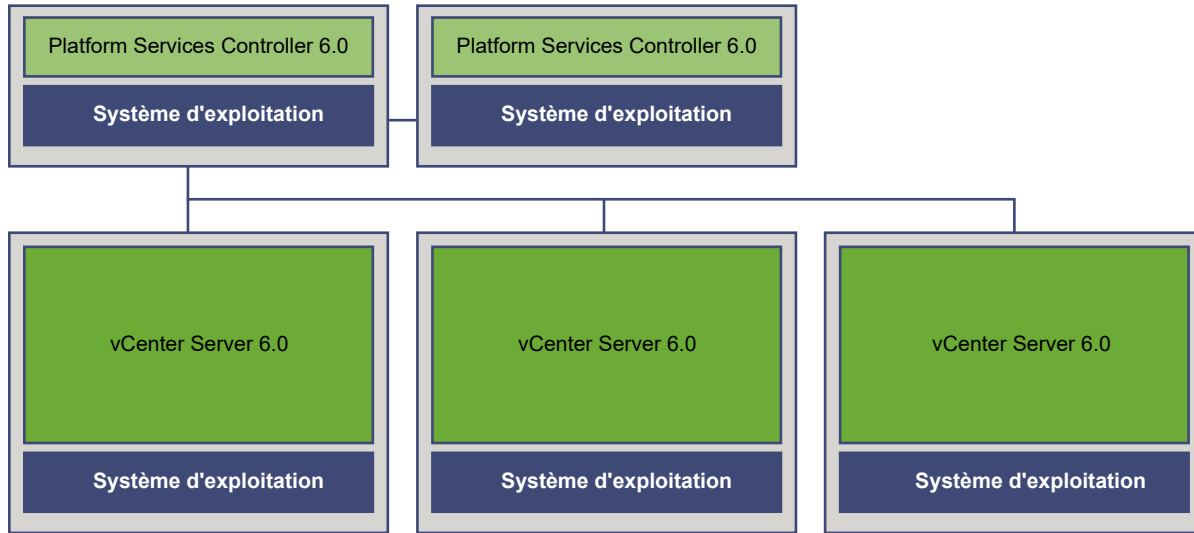 Platform Services Controller 6.0
Platform Services Controller 6.0
Système d'exploitation
Système d'exploitation
vCenter Server 6.0
vCenter Server 6.0
vCenter Server 6.0
Système d'exploitation
Système d'exploitation
Système d'exploitation